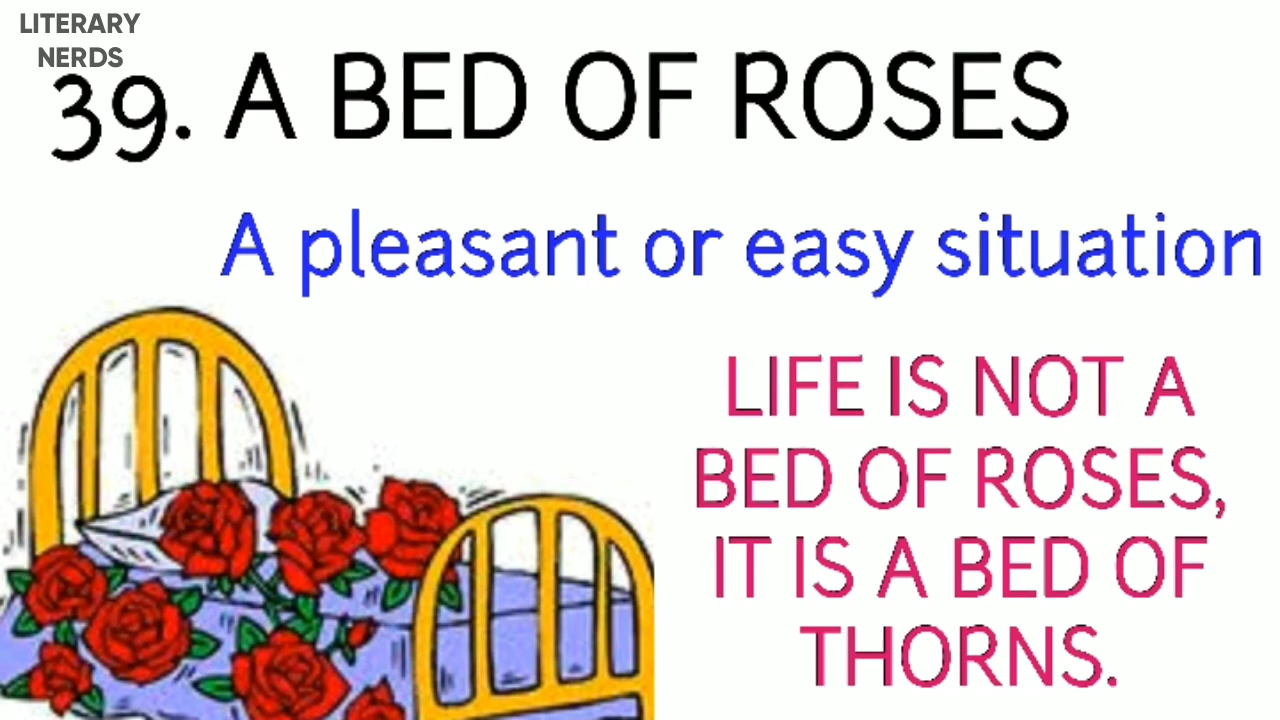 LITERARY
NERDS
39. A BED OF ROSES
A pleasant or easy situation
LIFE IS NOT A
BED OF ROSES,
IT IS A BED OF
THORNS.